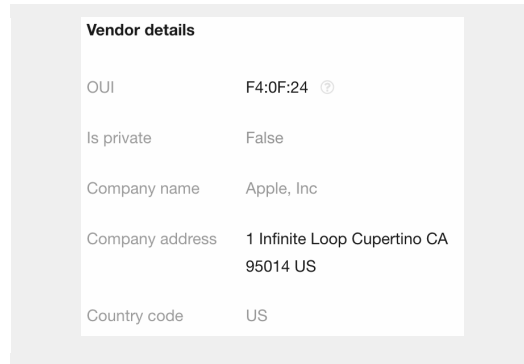 Vendor details
OUI F4:0F:24 ?
Is private False
Company name Apple, Inc
Company address 1 Infinite Loop Cupertino CA
95014 US
Country code US